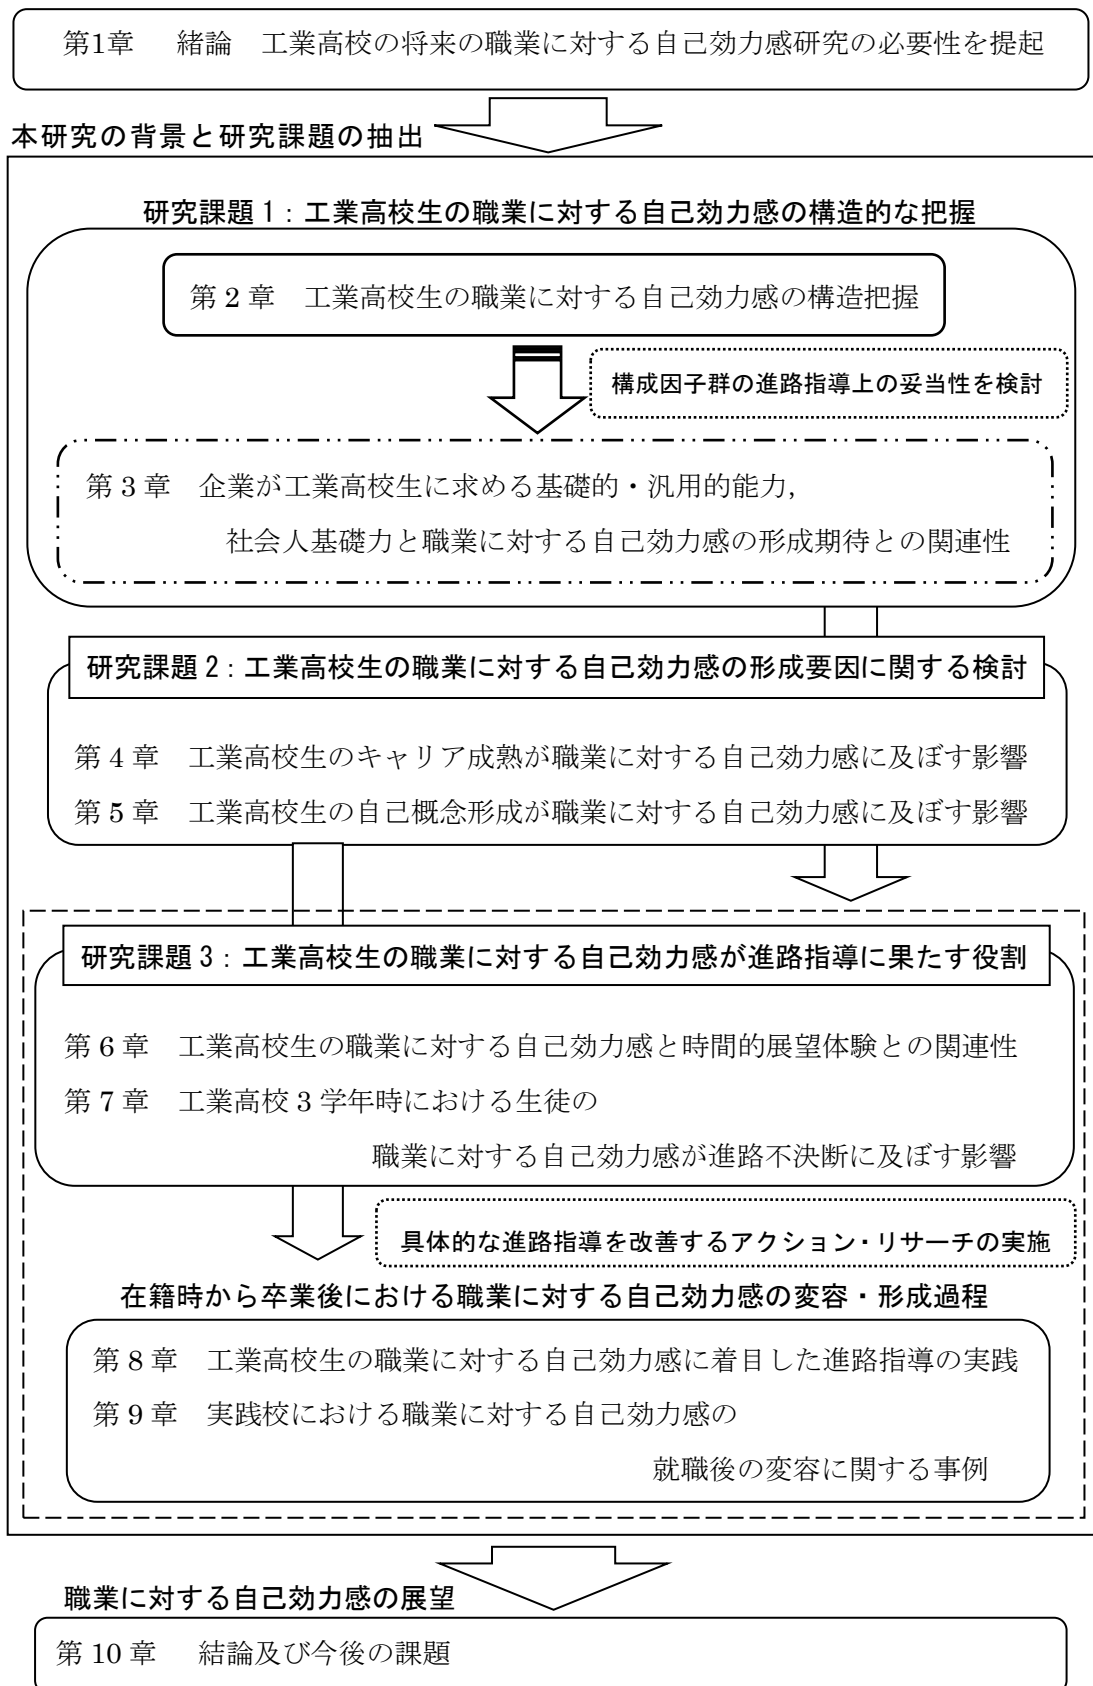 第1章　緒論　工業高校の将来の職業に対する自己効力感研究の必要性を提起
本研究の背景と研究課題の抽出
研究課題1：工業高校生の職業に対する自己効力感の構造的な把握
第2章　工業高校生の職業に対する自己効力感の構造把握
構成因子群の進路指導上の妥当性を検討
第3章　企業が工業高校生に求める基礎的・汎用的能力,
社会人基礎力と職業に対する自己効力感の形成期待との関連性
研究課題2：工業高校生の職業に対する自己効力感の形成要因に関する検討
第4章　工業高校生のキャリア成熟が職業に対する自己効力感に及ぼす影響
第5章　工業高校生の自己概念形成が職業に対する自己効力感に及ぼす影響
研究課題3：工業高校生の職業に対する自己効力感が進路指導に果たす役割
第6章　工業高校生の職業に対する自己効力感と時間的展望体験との関連性
第7章　工業高校3学年時における生徒の
職業に対する自己効力感が進路不決断に及ぼす影響
具体的な進路指導を改善するアクション・リサーチの実施
在籍時から卒業後における職業に対する自己効力感の変容・形成過程
第8章　工業高校生の職業に対する自己効力感に着目した進路指導の実践
第9章　実践校における職業に対する自己効力感の
就職後の変容に関する事例
職業に対する自己効力感の展望
第10章　結論及び今後の課題